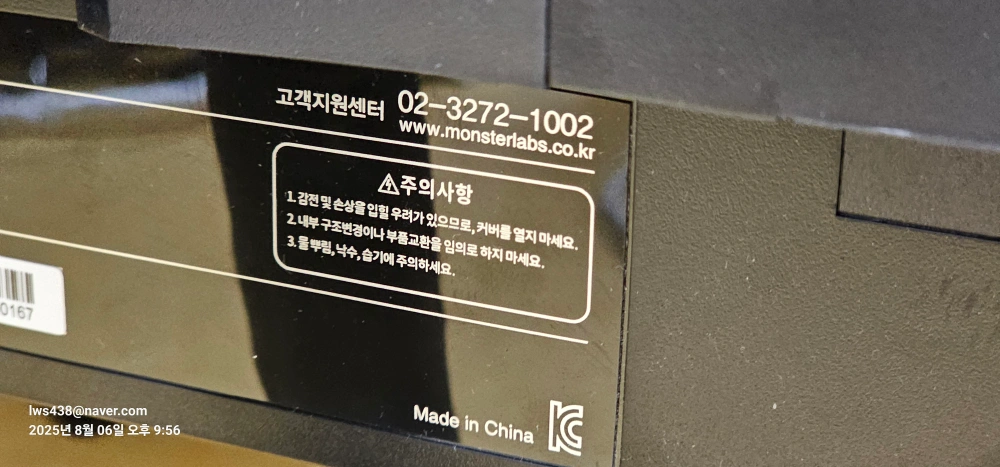 고객지원센터 02-3272-1002
www.monsterlabs.co.kr
주의사항
1. 감전 및 손상을 입힐 우려가 있으므로, 커버를 열지 마세요.
2. 내부 구조변경이나 부품교환을 임의로 하지 마세요.
3. 물뿌림, 낙수, 습기에 주의하세요.
0167
Made in China
lws438@naver.com
2025년 8월 06일 오후 9:56